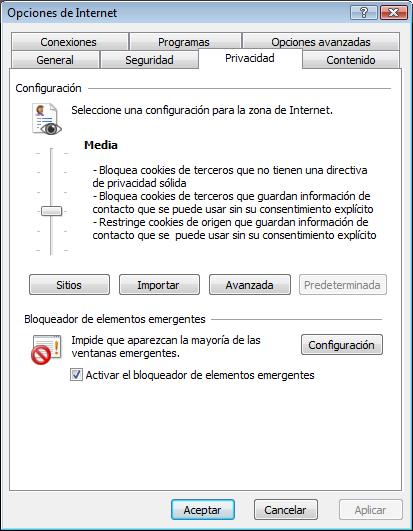 Opciones de Internet
Conexiones Programas Opciones avanzadas
General Seguridad Privacidad Contenido
Configuración
Seleccione una configuración para la zona de Internet.
Media
- Bloquea cookies de terceros que no tienen una directiva
de privacidad sólida
- Bloquea cookies de terceros que guardan información de
contacto que se puede usar sin su consentimiento explícito
- Restringe cookies de origen que guardan información de
contacto que se puede usar sin su consentimiento explícito
Sitios Importar Avanzada Predeterminada
Bloqueador de elementos emergentes
Impide que aparezcan la mayoría de las
ventanas emergentes.
Configuración
Activar el bloqueador de elementos emergentes
Aceptar Cancelar Aplicar